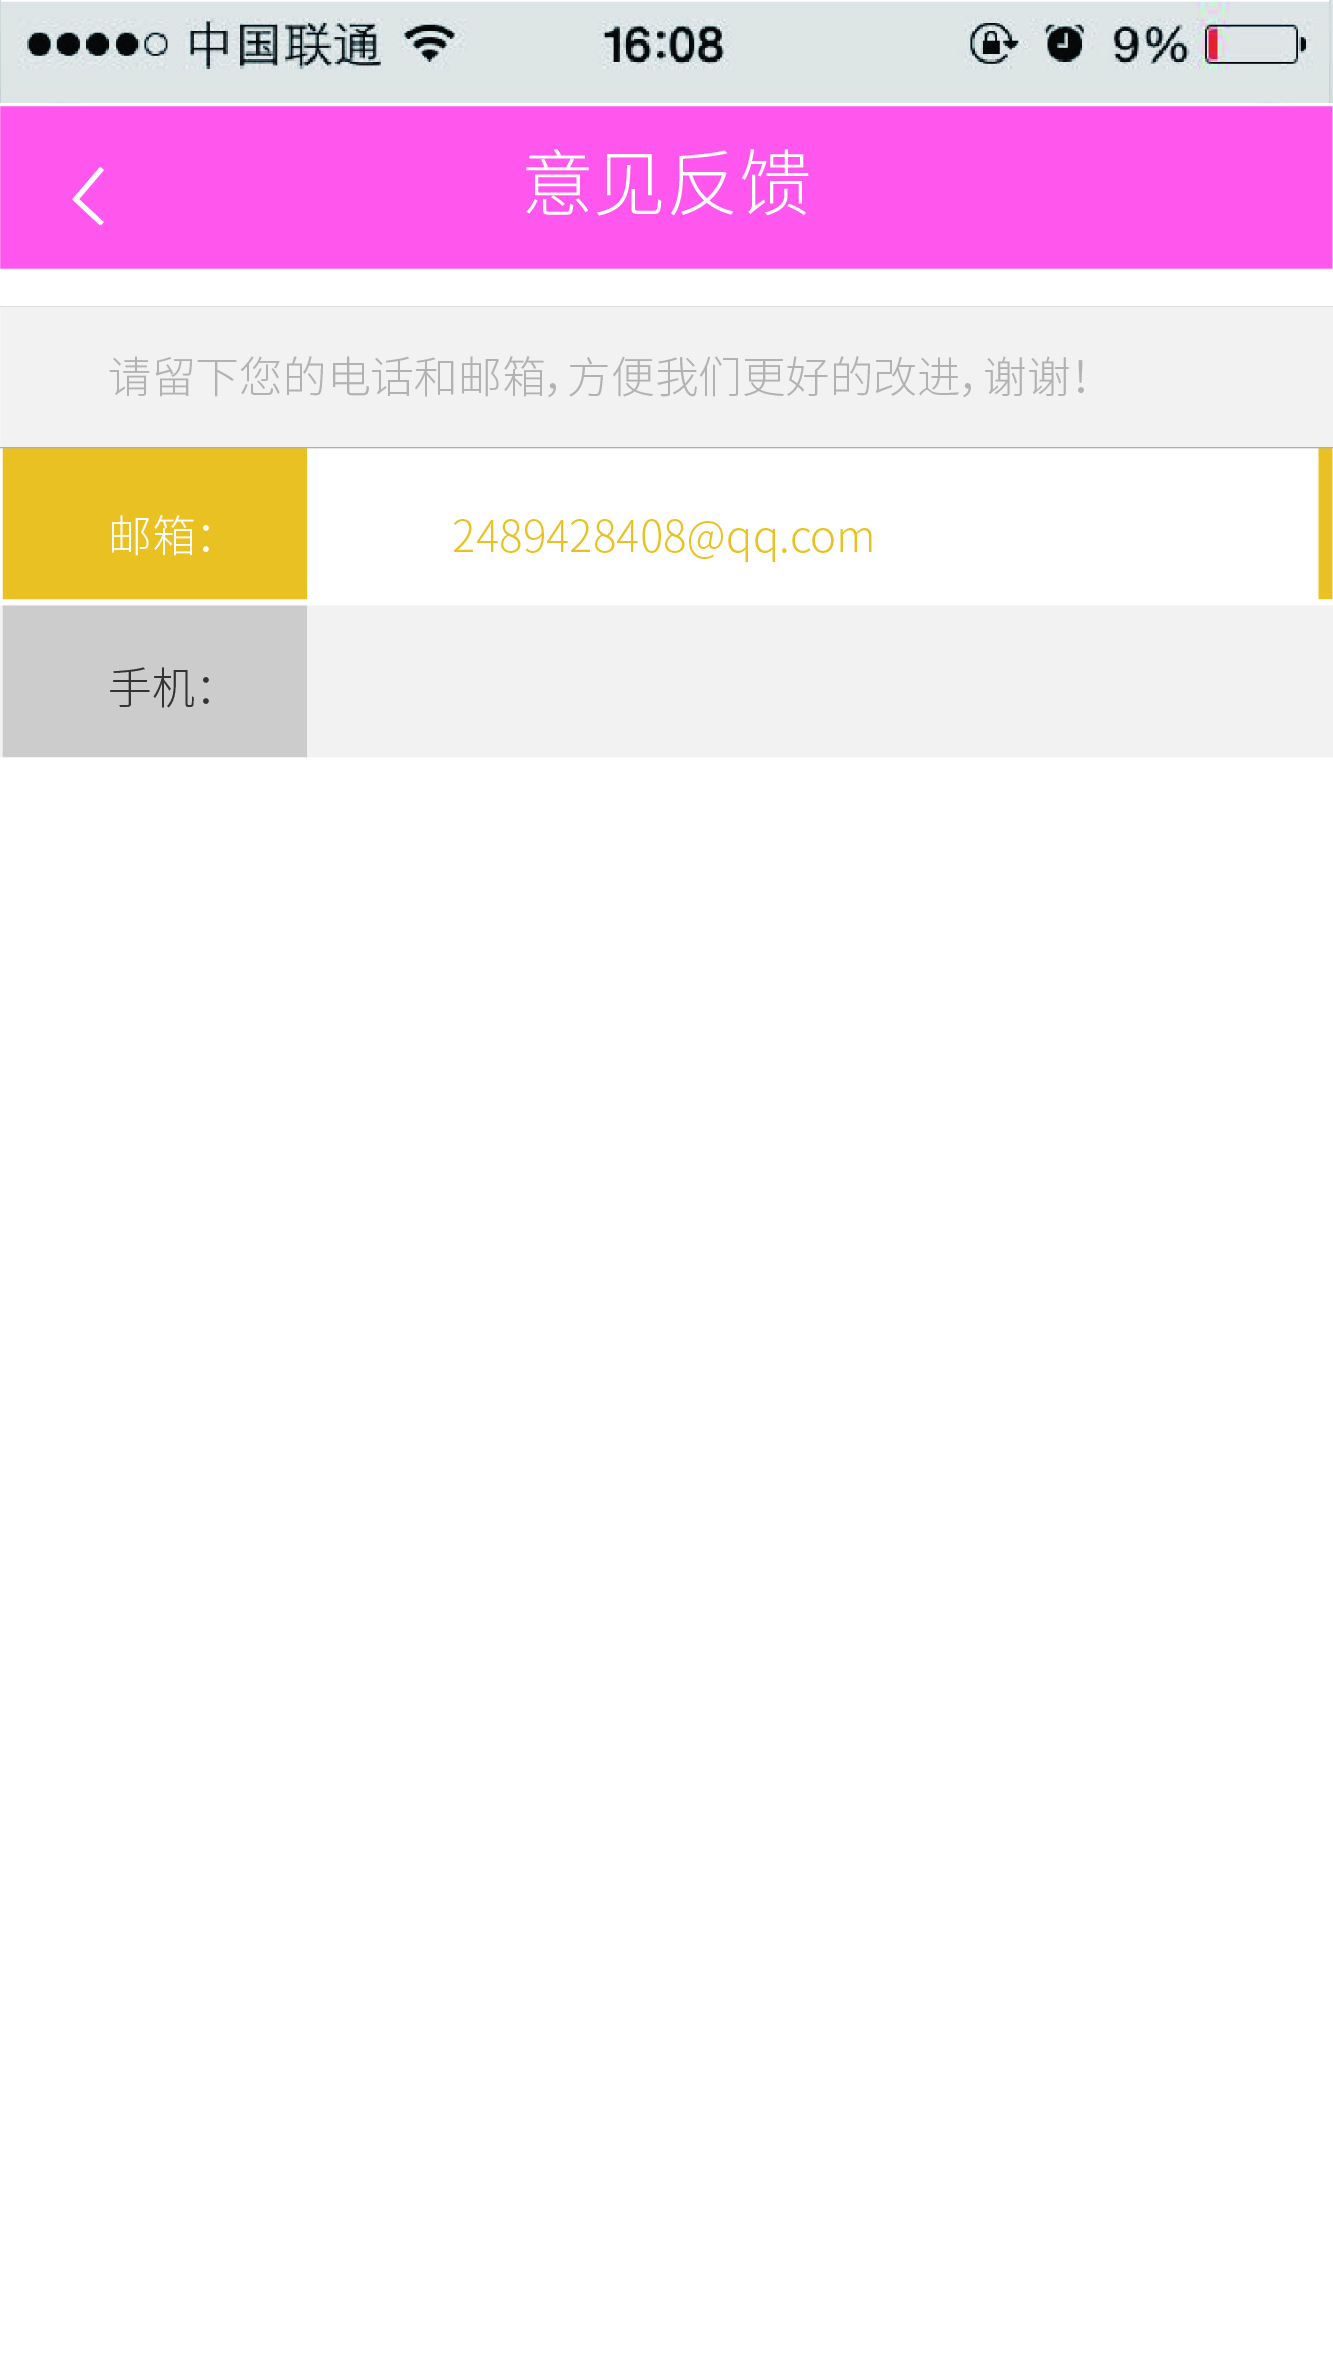 中国联通 16:08 9%
意见反馈
请留下您的电话和邮箱，方便我们更好的改进，谢谢！
邮箱： 2489428408@qq.com
手机：